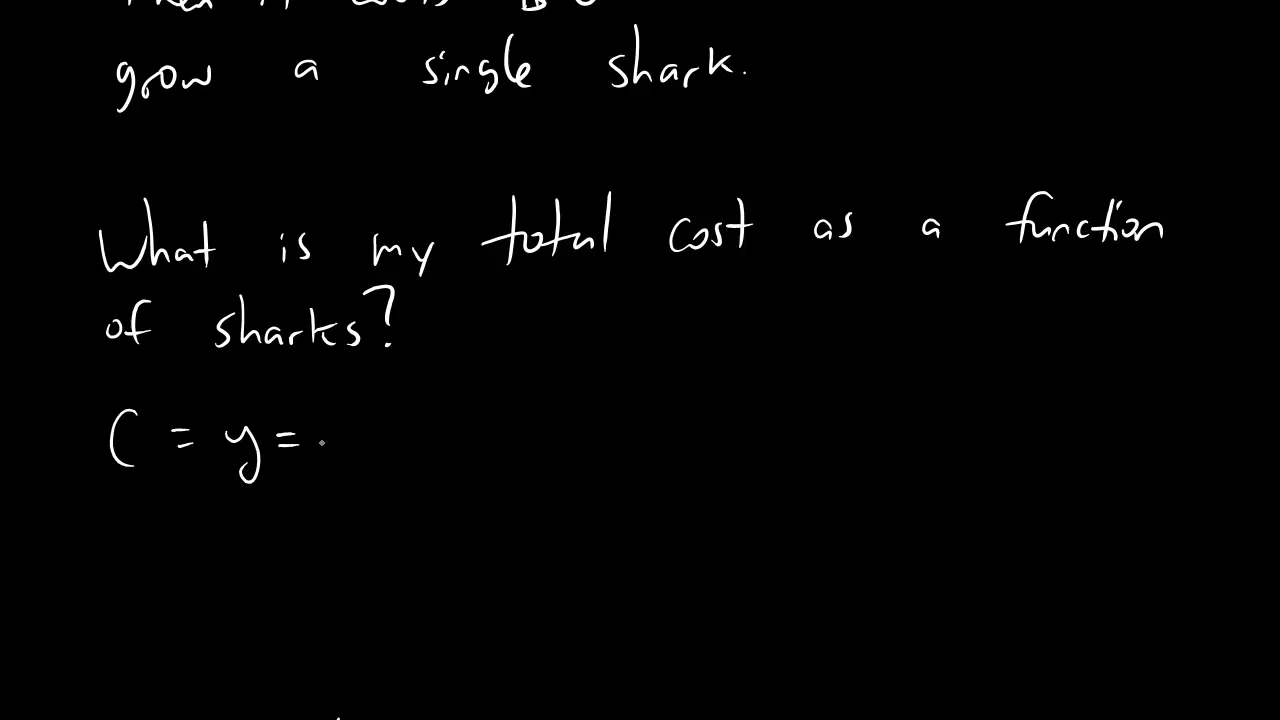 grow a single shark.
What is my total cost as a function
of sharks?
C = y =